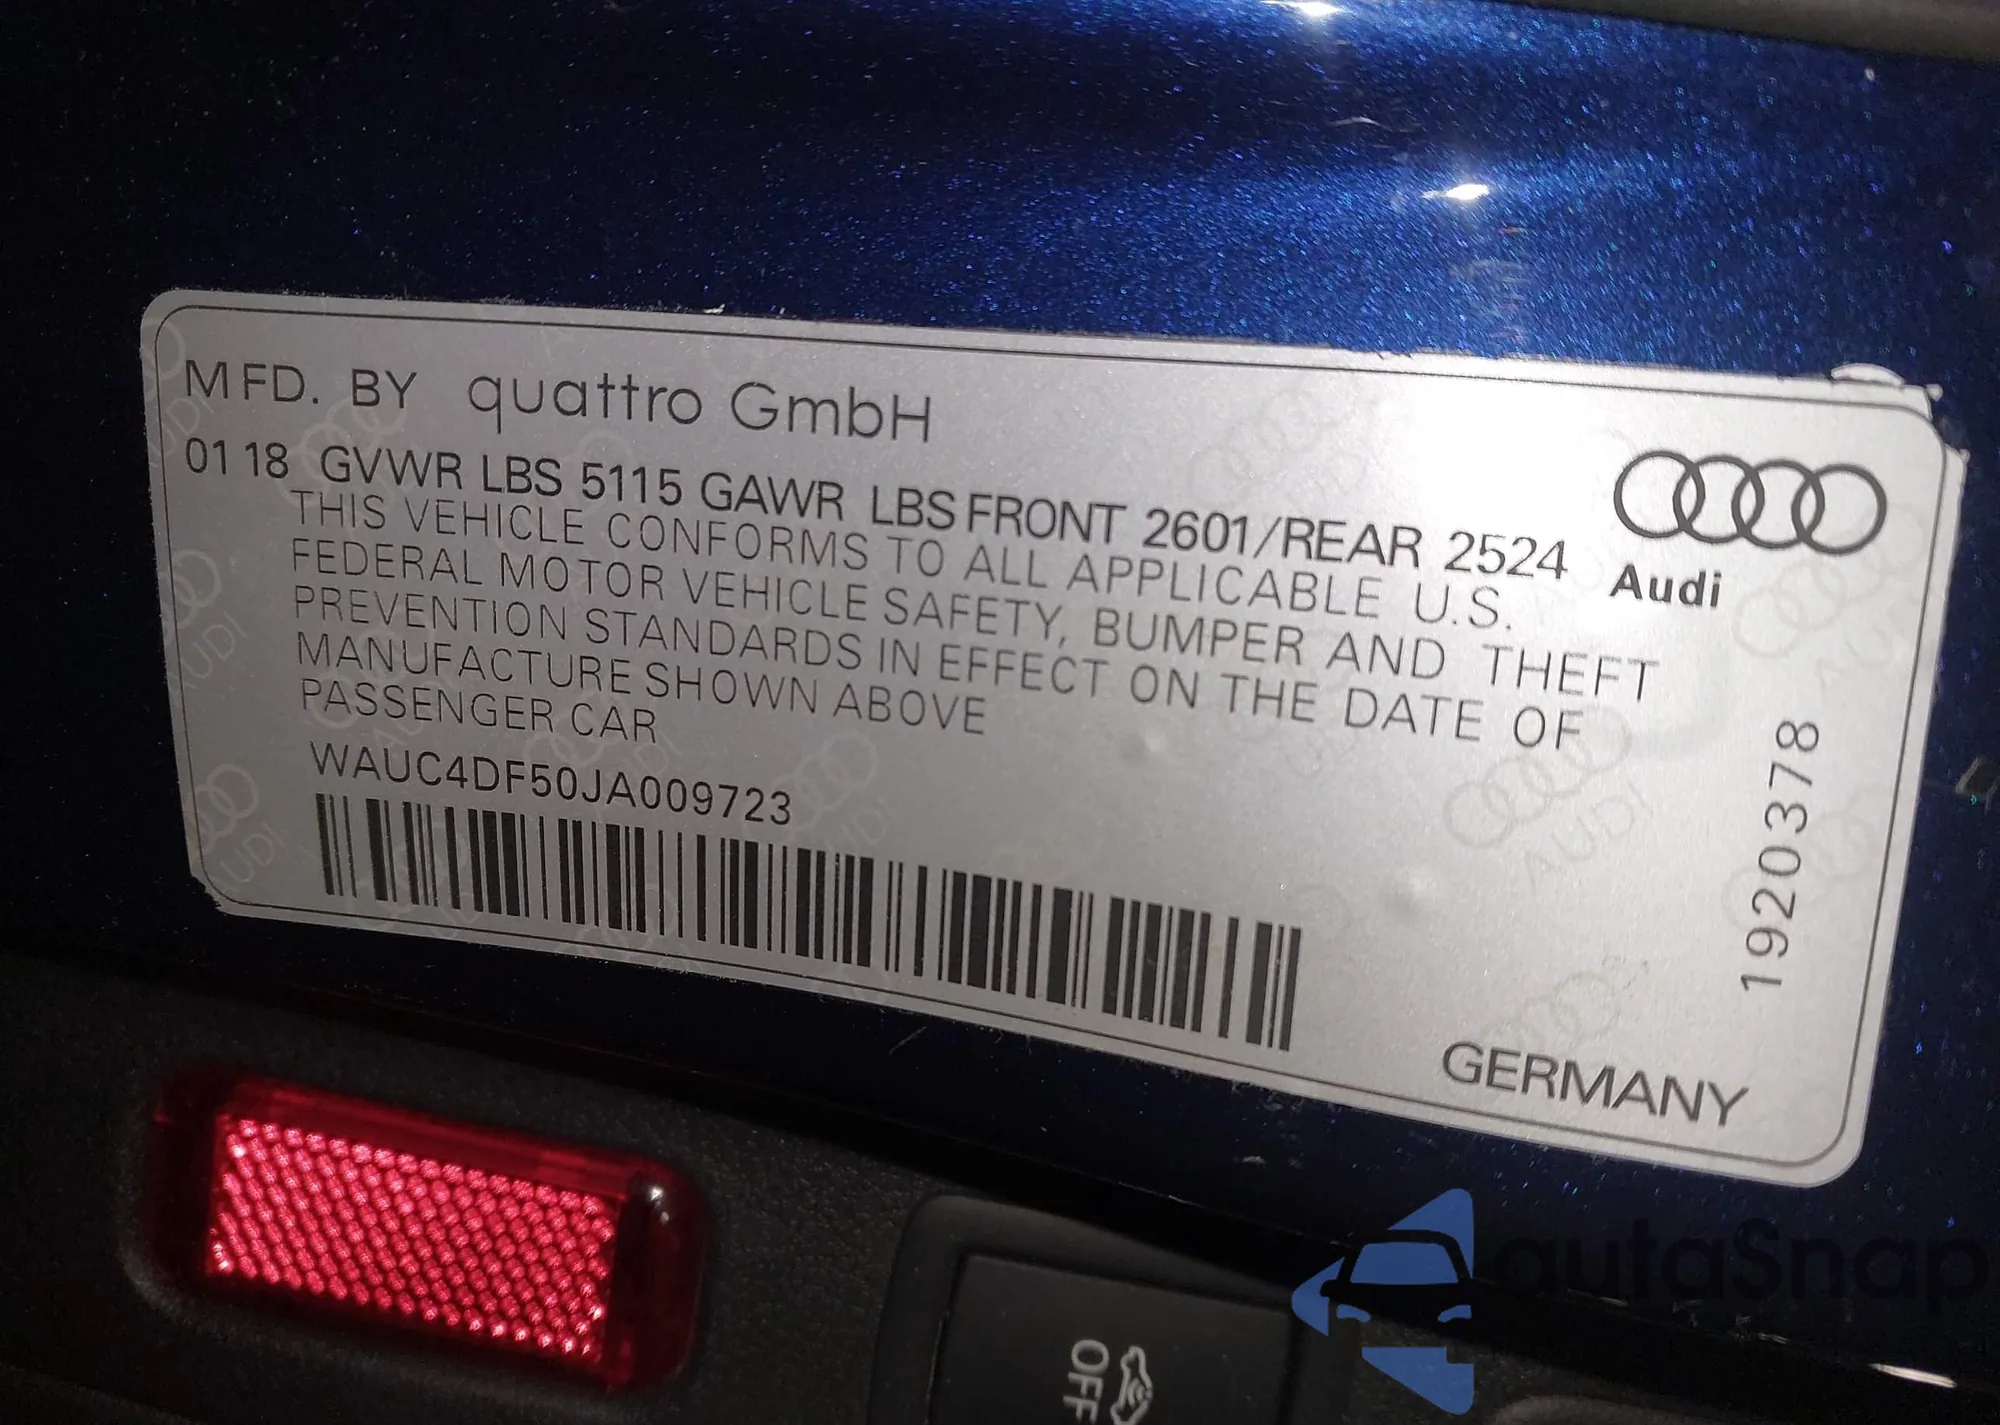 MFD. BY quattro GmbH
01 18 GVWR LBS 5115 GAWR LBS FRONT 2601/REAR 2524
THIS VEHICLE CONFORMS TO ALL APPLICABLE U.S.
FEDERAL MOTOR VEHICLE SAFETY, BUMPER AND THEFT
PREVENTION STANDARDS IN EFFECT ON THE DATE OF
MANUFACTURE SHOWN ABOVE
PASSENGER CAR
WAUC4DF50JA009723
Audi
1920378
GERMANY
OFF
autaSnap